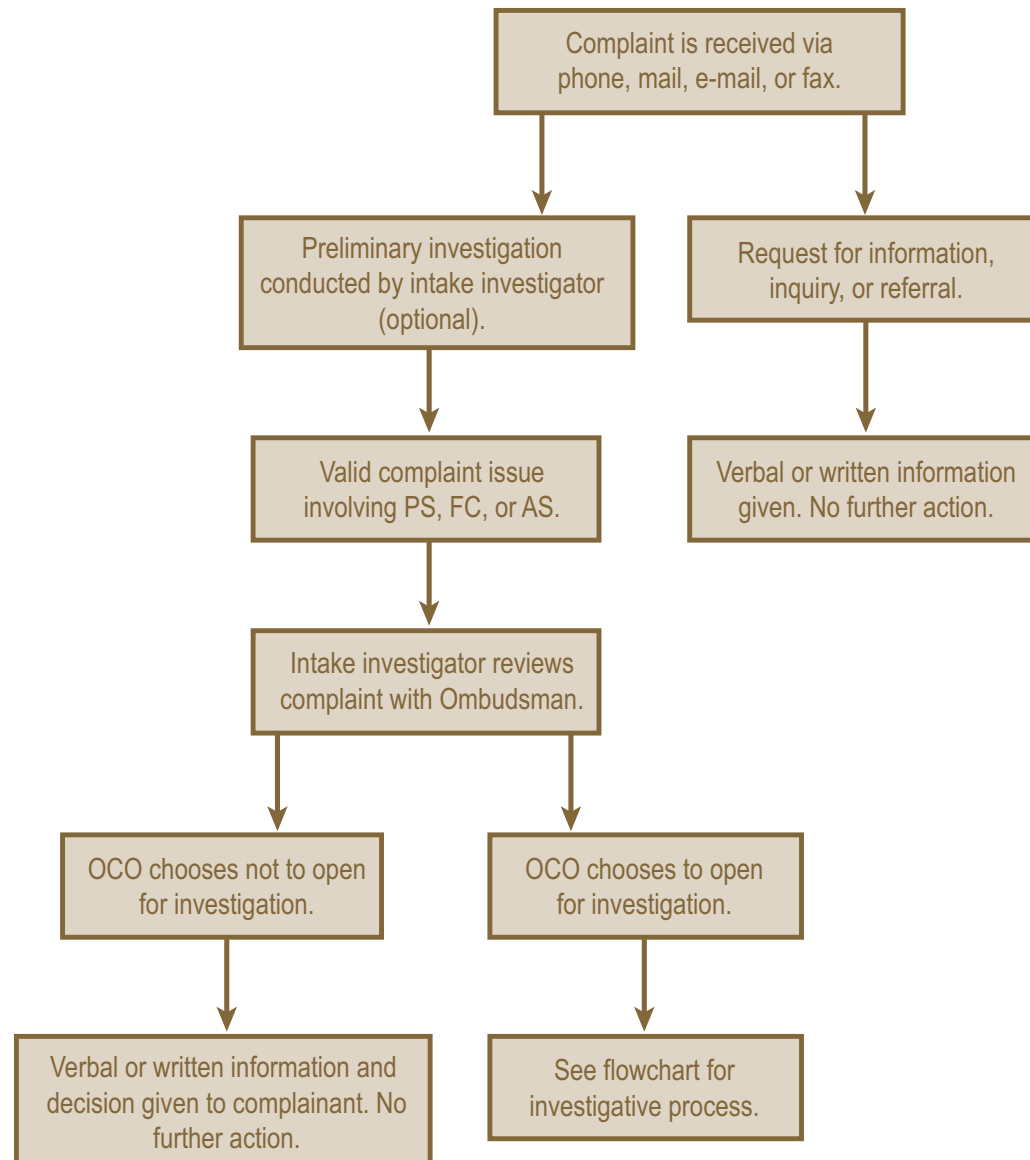 Complaint is received via
phone, mail, e-mail, or fax.
Preliminary investigation
conducted by intake investigator
(optional).
Request for information,
inquiry, or referral.
Valid complaint issue
involving PS, FC, or AS.
Verbal or written information
given. No further action.
Intake investigator reviews
complaint with Ombudsman.
OCO chooses not to open
for investigation.
OCO chooses to open
for investigation.
Verbal or written information and
decision given to complainant. No
further action.
See flowchart for
investigative process.